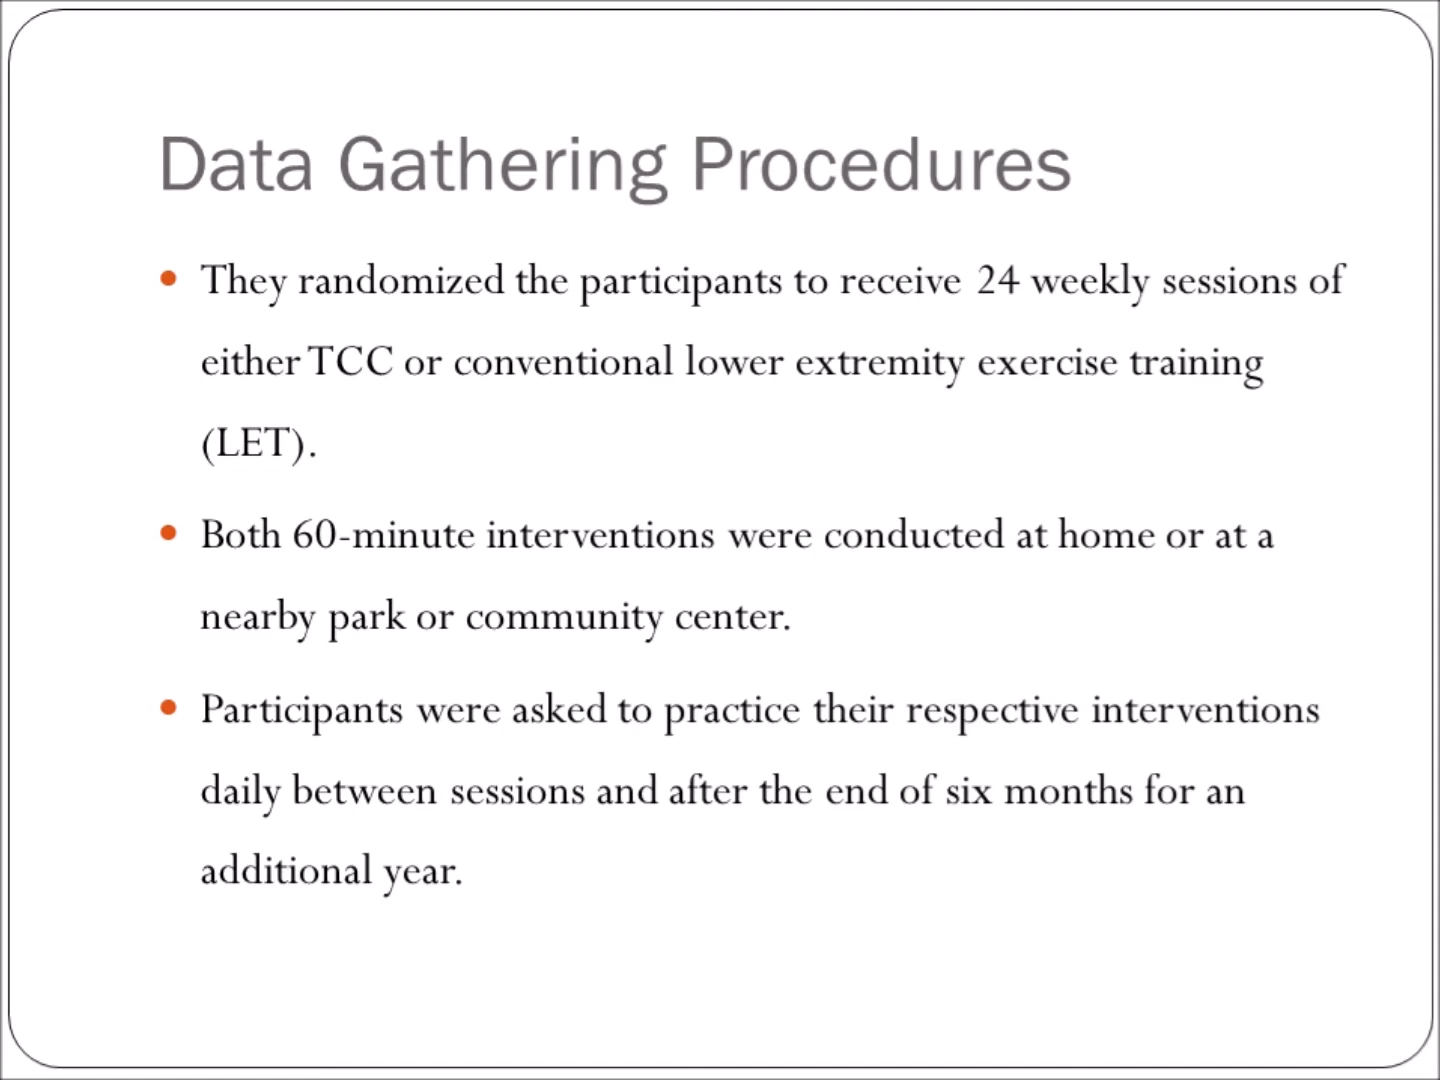 Data Gathering Procedures
• They randomized the participants to receive 24 weekly sessions of
either TCC or conventional lower extremity exercise training
(LET).
• Both 60-minute interventions were conducted at home or at a
nearby park or community center.
• Participants were asked to practice their respective interventions
daily between sessions and after the end of six months for an
additional year.